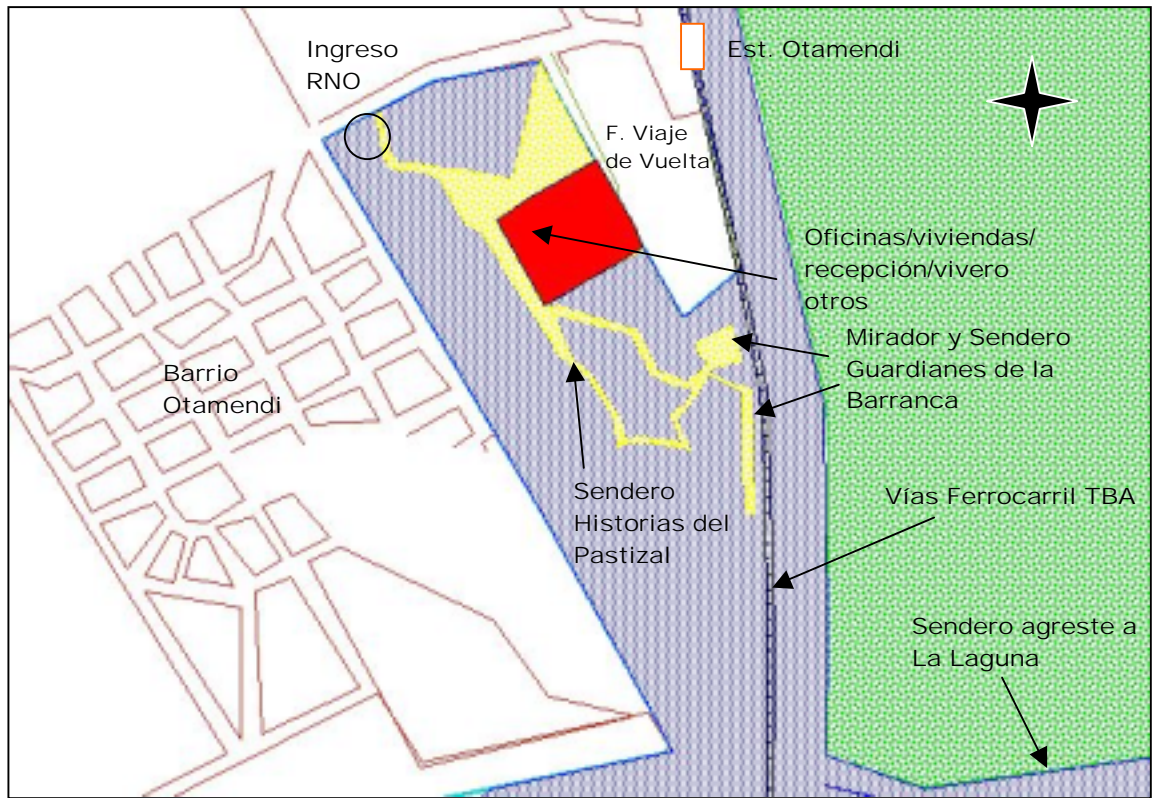 Ingreso
RNO
Est. Otamendi
F. Viaje
de Vuelta
Oficinas/viviendas/
recepción/vivero
otros
Mirador y Sendero
Guardianes de la
Barranca
Barrio
Otamendi
Sendero
Historias del
Pastizal
Vías Ferrocarril TBA
Sendero agreste a
La Laguna